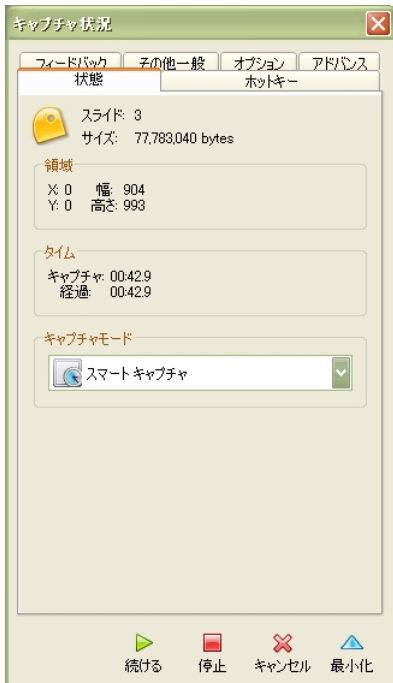 キャプチャ状況
フィードバック その他一般 オプション アドバンス
状態 ホットキー
スライド: 3
サイズ: 77,783,040 bytes
領域
X: 0 幅: 904
Y: 0 高さ: 993
タイム
キャプチャ: 00:42.9
経過: 00:42.9
キャプチャモード
スマート キャプチャ
続ける 停止 キャンセル 最小化